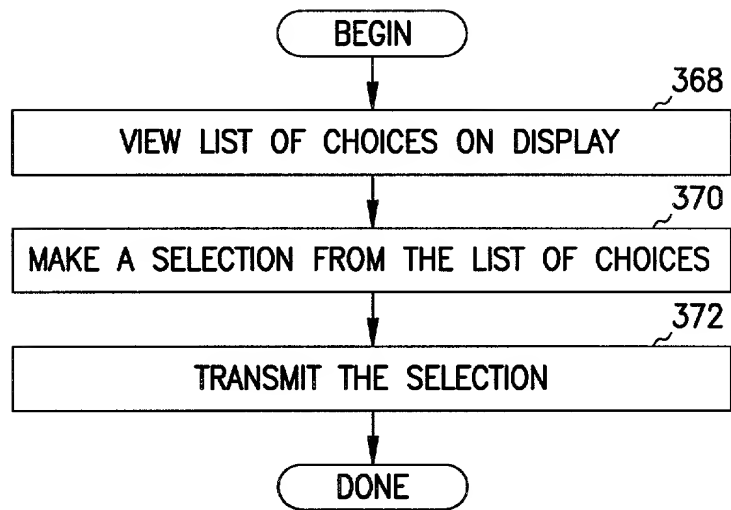 BEGIN
368
VIEW LIST OF CHOICES ON DISPLAY
370
MAKE A SELECTION FROM THE LIST OF CHOICES
372
TRANSMIT THE SELECTION
DONE